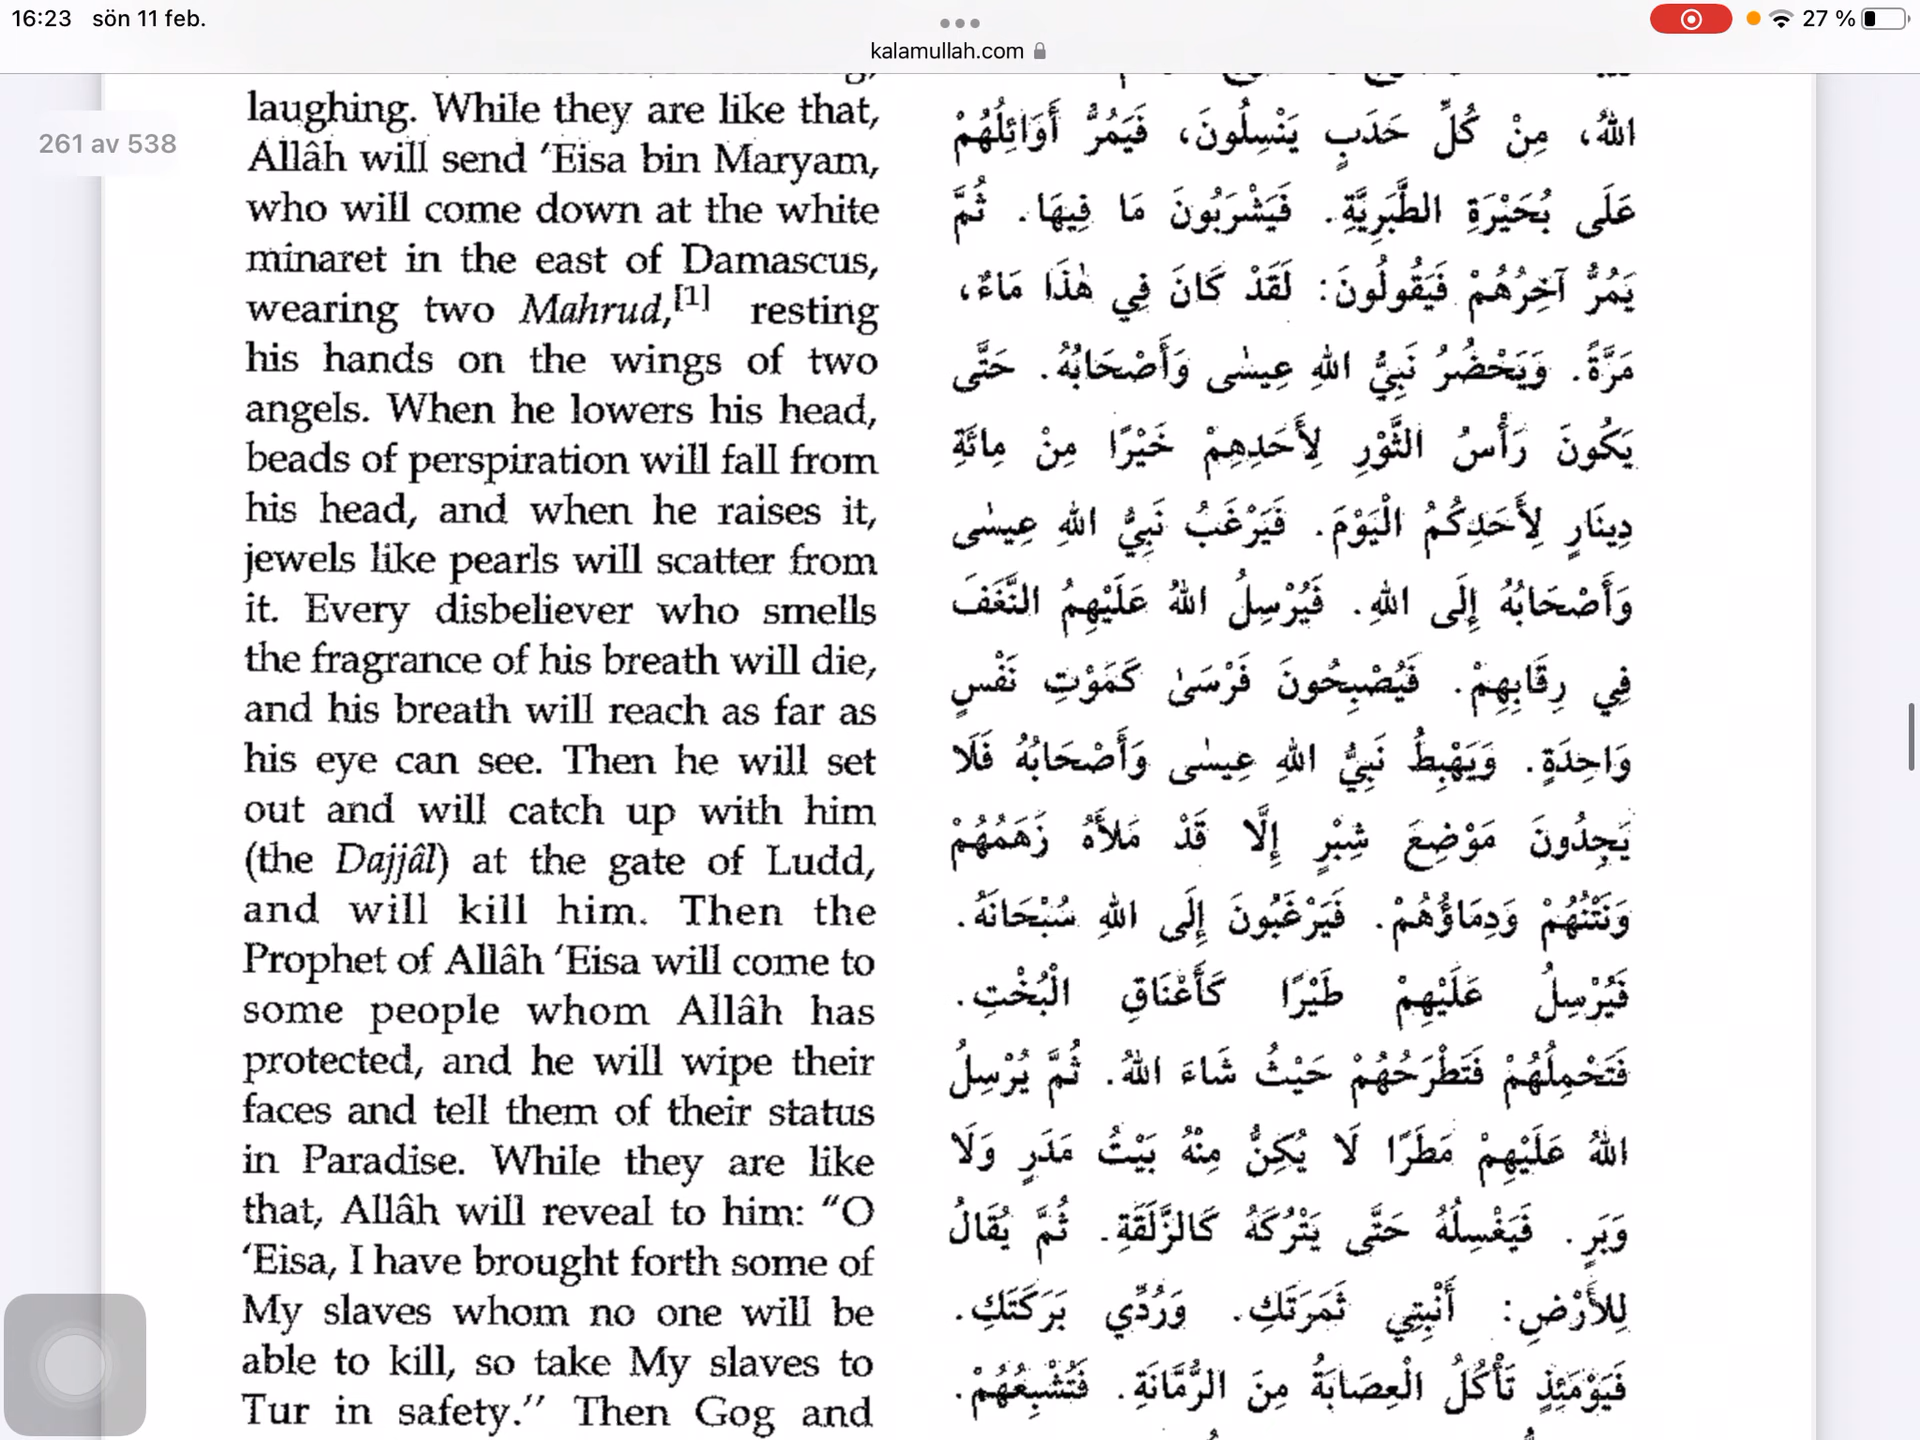 16:23 sön 11 feb.
27 %
kalamullah.com
261 av 538
laughing. While they are like that,
Allâh will send ‘Eisa bin Maryam,
who will come down at the white
minaret in the east of Damascus,
wearing two Mahrud,[1] resting
his hands on the wings of two
angels. When he lowers his head,
beads of perspiration will fall from
his head, and when he raises it,
jewels like pearls will scatter from
it. Every disbeliever who smells
the fragrance of his breath will die,
and his breath will reach as far as
his eye can see. Then he will set
out and will catch up with him
(the Dajjâl) at the gate of Ludd,
and will kill him. Then the
Prophet of Allâh ‘Eisa will come to
some people whom Allâh has
protected, and he will wipe their
faces and tell them of their status
in Paradise. While they are like
that, Allâh will reveal to him: “O
‘Eisa, I have brought forth some of
My slaves whom no one will be
able to kill, so take My slaves to
Tur in safety.” Then Gog and
اللهُ، مِنْ كُلِّ حَدَبٍ يَنْسِلُونَ، فَيَمُرُّ أَوَائِلُهُمْ
عَلَى بُحَيْرَةِ الطَّبَرِيَّةِ. فَيَشْرَبُونَ مَا فِيهَا. ثُمَّ
يَمُرُّ آخِرُهُمْ فَيَقُولُونَ: لَقَدْ كَانَ فِي هٰذَا مَاءٌ،
مَرَّةً. وَيَحْضُرُ نَبِيُّ اللهِ عِيسٰى وَأَصْحَابُهُ. حَتَّى
يَكُونَ رَأْسُ الثَّوْرِ لِأَحَدِهِمْ خَيْرًا مِنْ مِائَةِ
دِينَارٍ لِأَحَدِكُمُ الْيَوْمَ. فَيَرْغَبُ نَبِيُّ اللهِ عِيسٰى
وَأَصْحَابُهُ إِلَى اللهِ. فَيُرْسِلُ اللهُ عَلَيْهِمُ النَّغَفَ
فِي رِقَابِهِمْ. فَيُصْبِحُونَ فَرْسَىٰ كَمَوْتِ نَفْسٍ
وَاحِدَةٍ. وَيَهْبِطُ نَبِيُّ اللهِ عِيسٰى وَأَصْحَابُهُ فَلَا
يَجِدُونَ مَوْضِعَ شِبْرٍ إِلَّا قَدْ مَلَأَهُ زَهَمُهُمْ
وَنَتْنُهُمْ وَدِمَاؤُهُمْ. فَيَرْغَبُونَ إِلَى اللهِ سُبْحَانَهُ.
فَيُرْسِلُ عَلَيْهِمْ طَيْرًا كَأَعْنَاقِ الْبُخْتِ.
فَتَحْمِلُهُمْ فَتَطْرَحُهُمْ حَيْثُ شَاءَ اللهُ. ثُمَّ يُرْسِلُ
اللهُ عَلَيْهِمْ مَطَرًا لَا يُكِنُّ مِنْهُ بَيْتُ مَدَرٍ وَلَا
وَبَرٍ. فَيَغْسِلُهُ حَتَّى يَتْرُكَهُ كَالزَّلَقَةِ. ثُمَّ يُقَالُ
لِلأَرْضِ: أَنْبِتِي ثَمَرَتَكِ. وَرُدِّي بَرَكَتَكِ.
فَيَوْمَئِذٍ تَأْكُلُ الْعِصَابَةُ مِنَ الرُّمَّانَةِ. فَتُشْبِعُهُمْ.